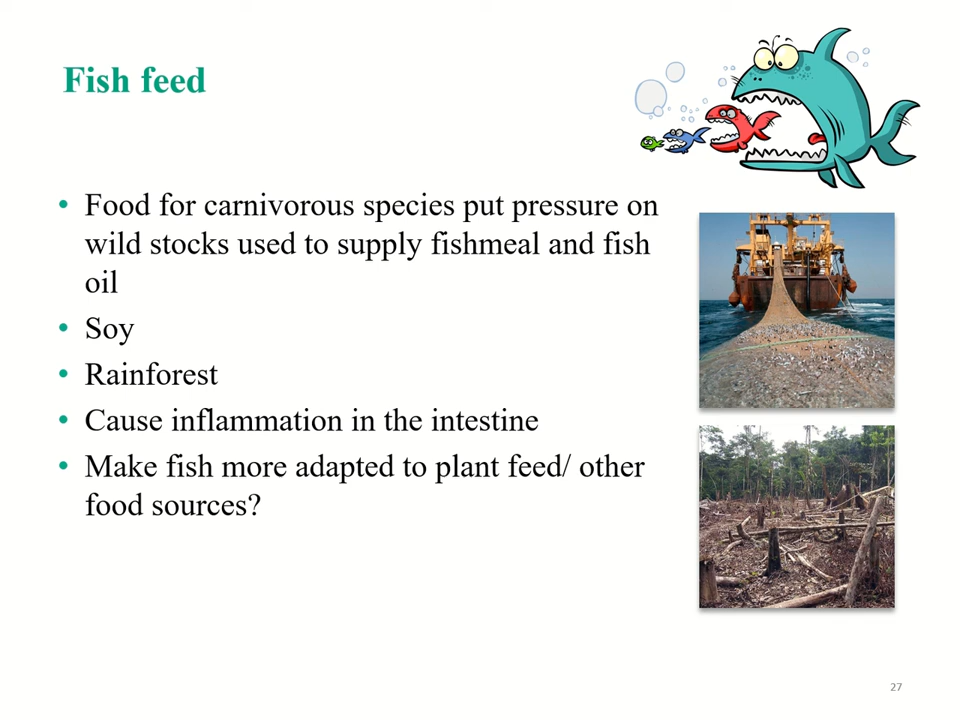 Fish feed
• Food for carnivorous species put pressure on
wild stocks used to supply fishmeal and fish
oil
• Soy
• Rainforest
• Cause inflammation in the intestine
• Make fish more adapted to plant feed/ other
food sources?
27